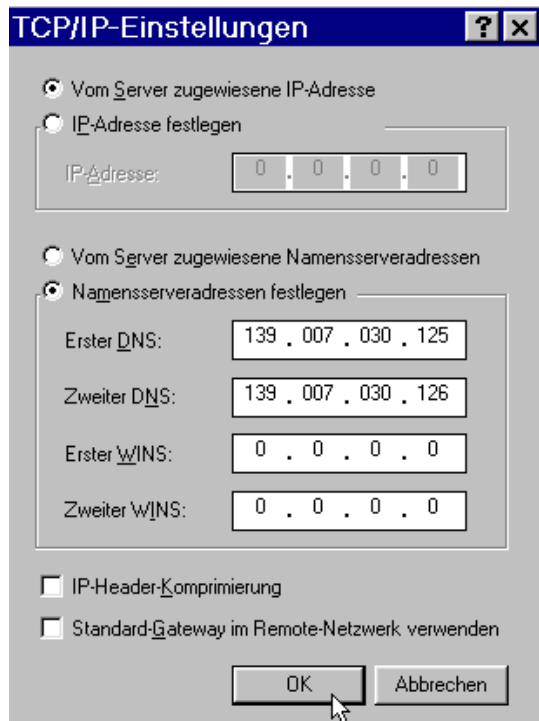 TCP/IP-Einstellungen
Vom Server zugewiesene IP-Adresse
IP-Adresse festlegen
IP-Adresse: 0 . 0 . 0 . 0
Vom Server zugewiesene Namensserveradressen
Namensserveradressen festlegen
Erster DNS: 139 . 007 . 030 . 125
Zweiter DNS: 139 . 007 . 030 . 126
Erster WINS: 0 . 0 . 0 . 0
Zweiter WINS: 0 . 0 . 0 . 0
IP-Header-Komprimierung
Standard-Gateway im Remote-Netzwerk verwenden
OK Abbrechen